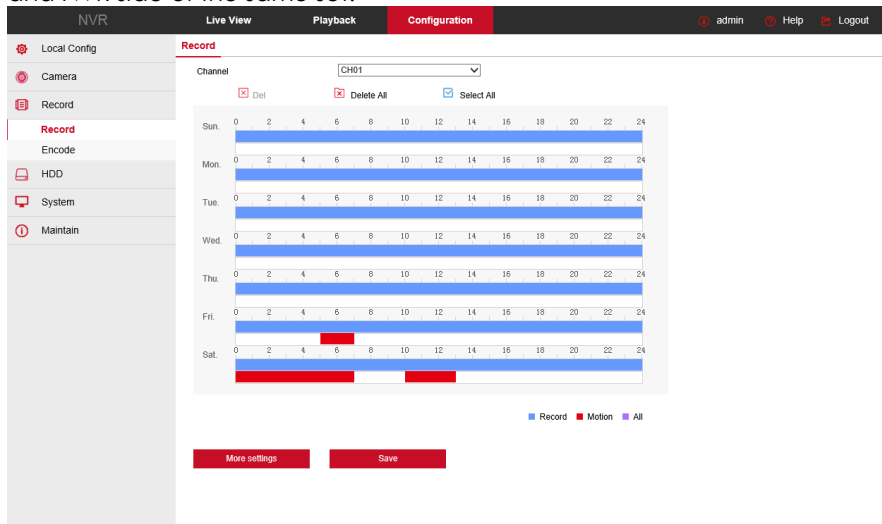 NVR Live View Playback Configuration admin Help Logout
Local Config
Camera
Record
Record
Encode
HDD
System
Maintain
Record
Channel CH01
Del Delete All Select All
Sun. 0 2 4 6 8 10 12 14 16 18 20 22 24
Mon. 0 2 4 6 8 10 12 14 16 18 20 22 24
Tue. 0 2 4 6 8 10 12 14 16 18 20 22 24
Wed. 0 2 4 6 8 10 12 14 16 18 20 22 24
Thu. 0 2 4 6 8 10 12 14 16 18 20 22 24
Fri. 0 2 4 6 8 10 12 14 16 18 20 22 24
Sat. 0 2 4 6 8 10 12 14 16 18 20 22 24
Record Motion All
More settings Save